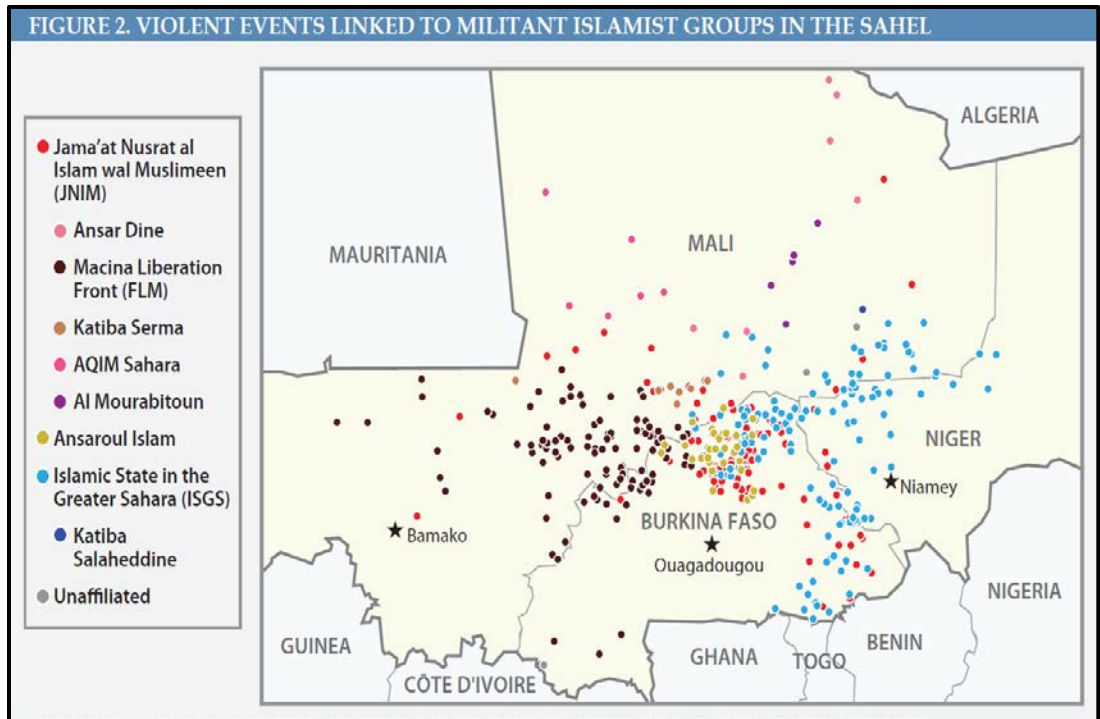 FIGURE 2. VIOLENT EVENTS LINKED TO MILITANT ISLAMIST GROUPS IN THE SAHEL
Jama'at Nusrat al
Islam wal Muslimeen
(JNIM)
Ansar Dine
Macina Liberation
Front (FLM)
Katiba Serma
AQIM Sahara
Al Mourabitoun
Ansaroul Islam
Islamic State in the
Greater Sahara (ISGS)
Katiba
Salaheddine
Unaffiliated
ALGERIA
MAURITANIA
MALI
NIGER
Niamey
BURKINA FASO
Bamako
Ouagadougou
NIGERIA
GUINEA
CÔTE D'IVOIRE
GHANA
TOGO
BENIN